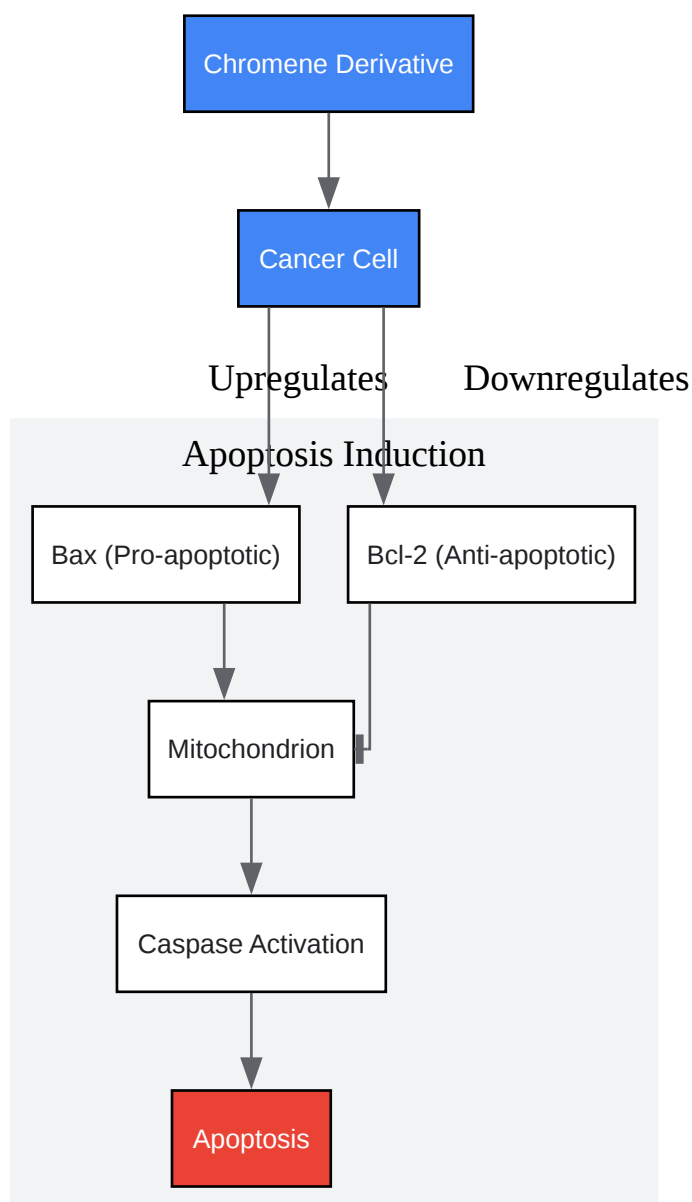 Chromene Derivative
Cancer Cell
Upregulates
Downregulates
Apoptosis Induction
Bax (Pro-apoptotic)
Bcl-2 (Anti-apoptotic)
Mitochondrion
Caspase Activation
Apoptosis